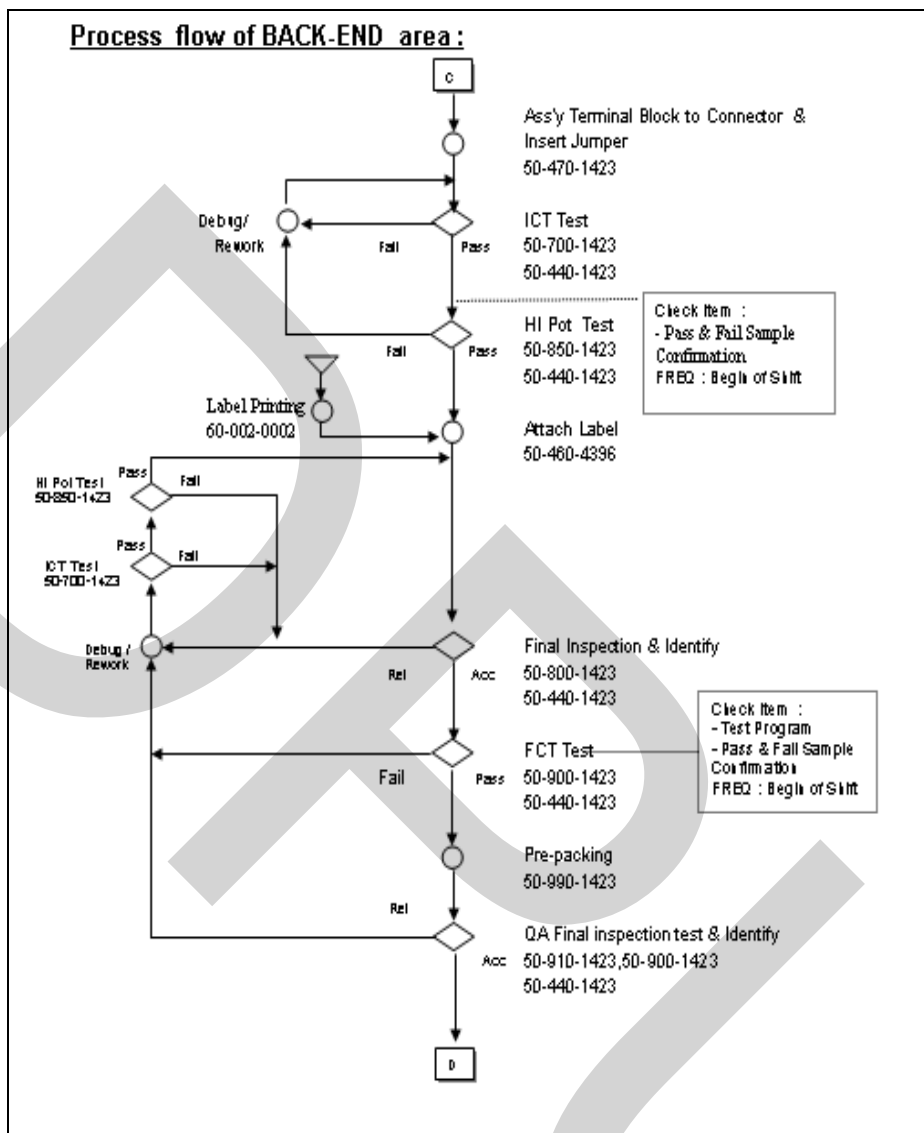 Process flow of BACK-END area :
C
Ass'y Terminal Block to Connector &
Insert Jumper
50-470-1423
Debug/
Rework
Fail
Pass
ICT Test
50-700-1423
50-440-1423
Check Item :
- Pass & Fail Sample
Confirmation
FREQ : Begin of Shift
Fail
Pass
HI Pot Test
50-850-1423
50-440-1423
Label Printing
60-002-0002
Attach Label
50-460-4396
Pass
Fail
HI Pot Test
50-850-1423
Pass
Fail
ICT Test
50-700-1423
Debug /
Rework
Rej
Acc
Final Inspection & Identify
50-800-1423
50-440-1423
Check Item :
- Test Program
- Pass & Fail Sample
Confirmation
FREQ : Begin of Shift
Fail
Pass
FCT Test
50-900-1423
50-440-1423
Pre-packing
50-990-1423
Rej
Acc
QA Final inspection test & Identify
50-910-1423,50-900-1423
50-440-1423
D